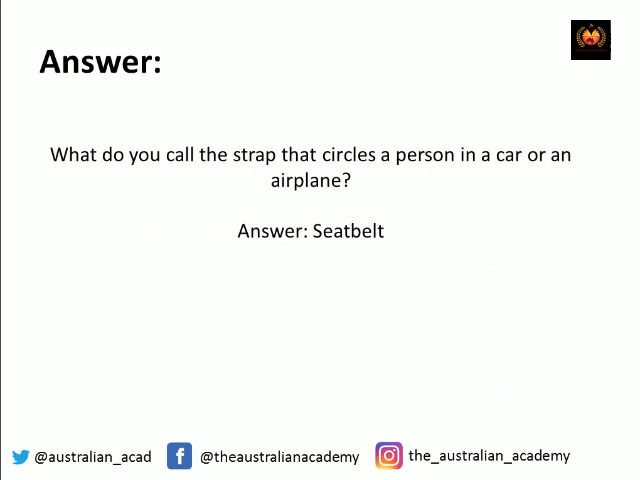 Answer:
What do you call the strap that circles a person in a car or an
airplane?
Answer: Seatbelt
@australian_acad @theaustralianacademy the_australian_academy